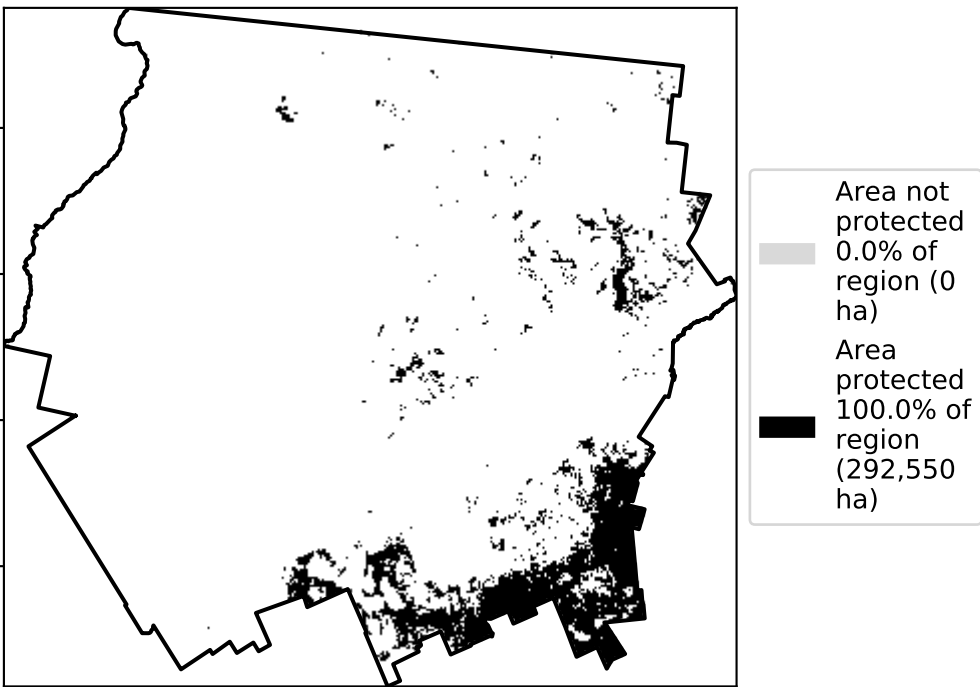 Area not
protected
0.0% of
region (0
ha)
Area
protected
100.0% of
region
(292,550
ha)